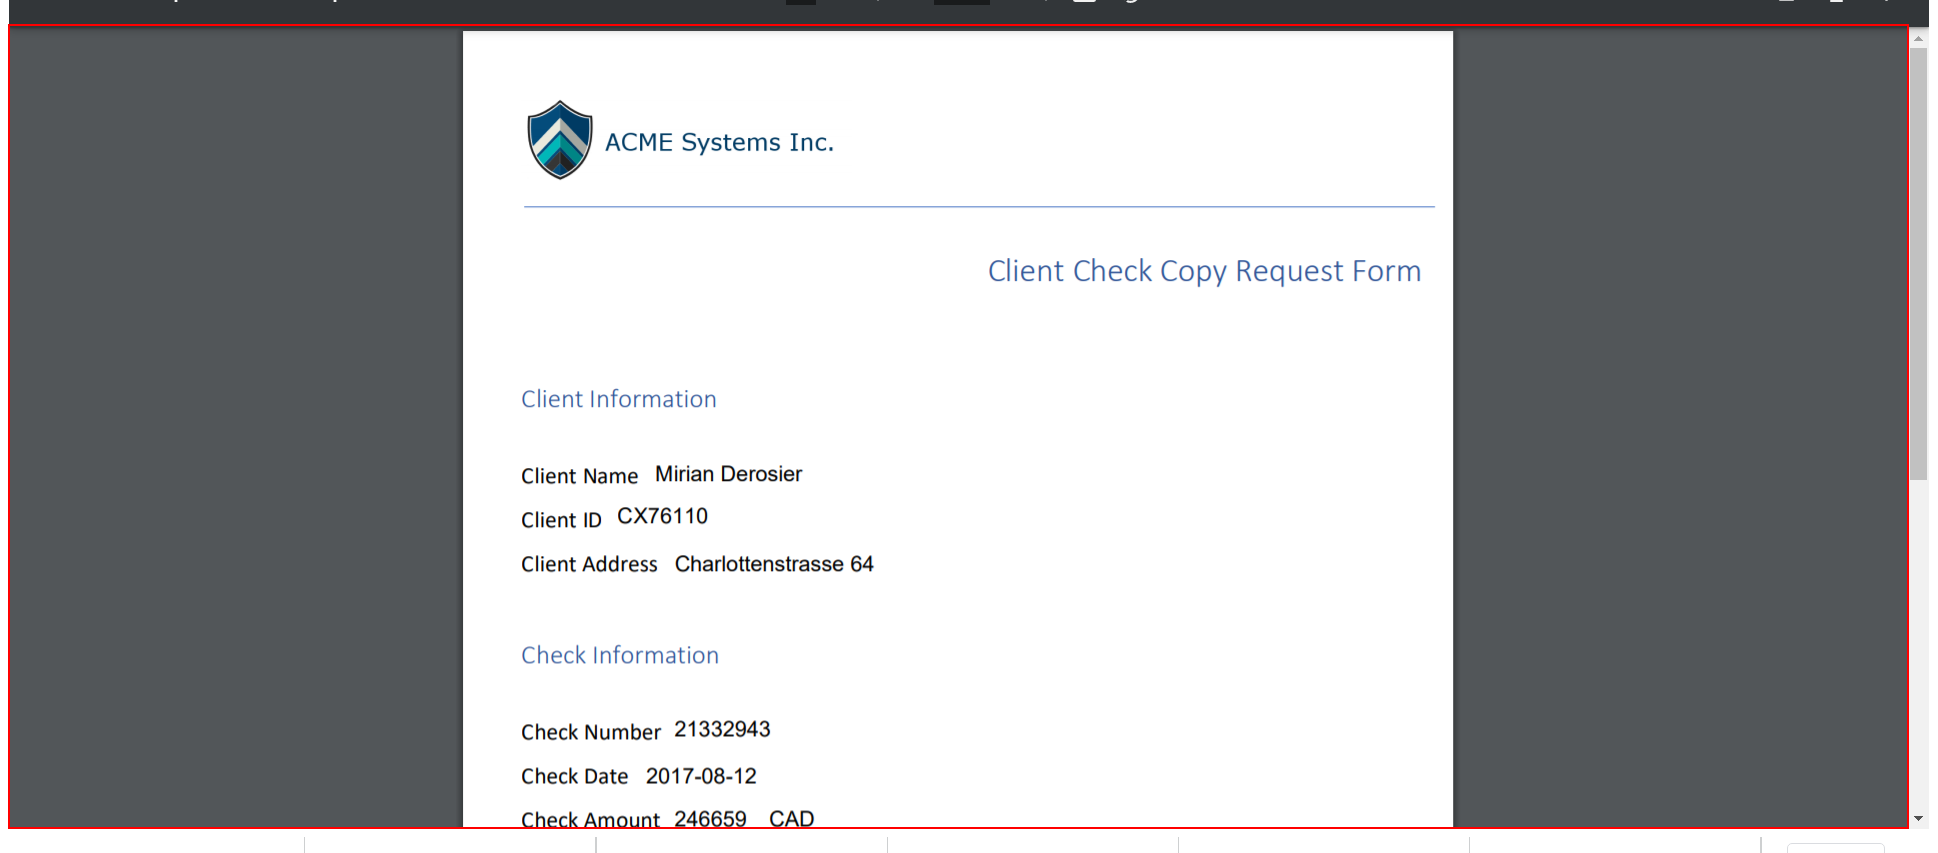 ACME Systems Inc.
Client Check Copy Request Form
Client Information
Client Name Mirian Derosier
Client ID CX76110
Client Address Charlottenstrasse 64
Check Information
Check Number 21332943
Check Date 2017-08-12
Check Amount 246659 CAD